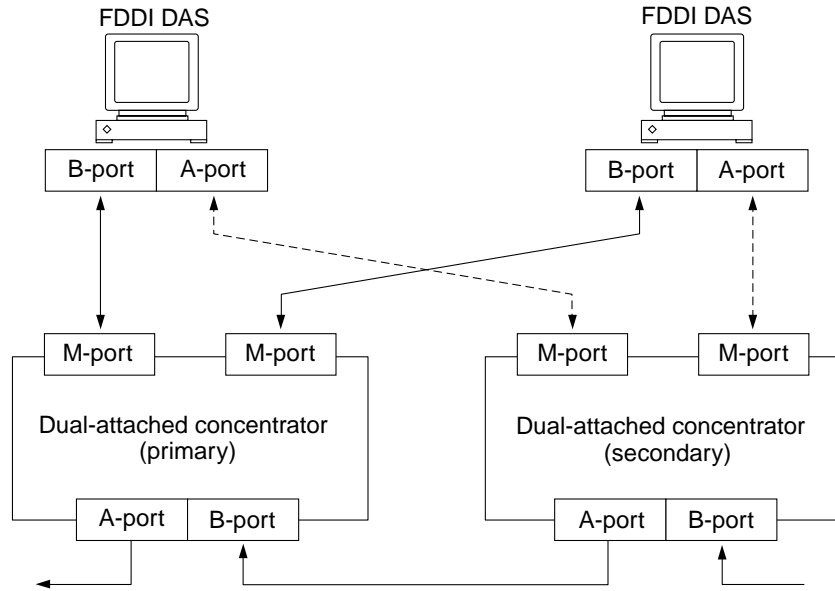 FDDI DAS
FDDI DAS
B-port
A-port
B-port
A-port
M-port
M-port
M-port
M-port
Dual-attached concentrator
(primary)
Dual-attached concentrator
(secondary)
A-port
B-port
A-port
B-port